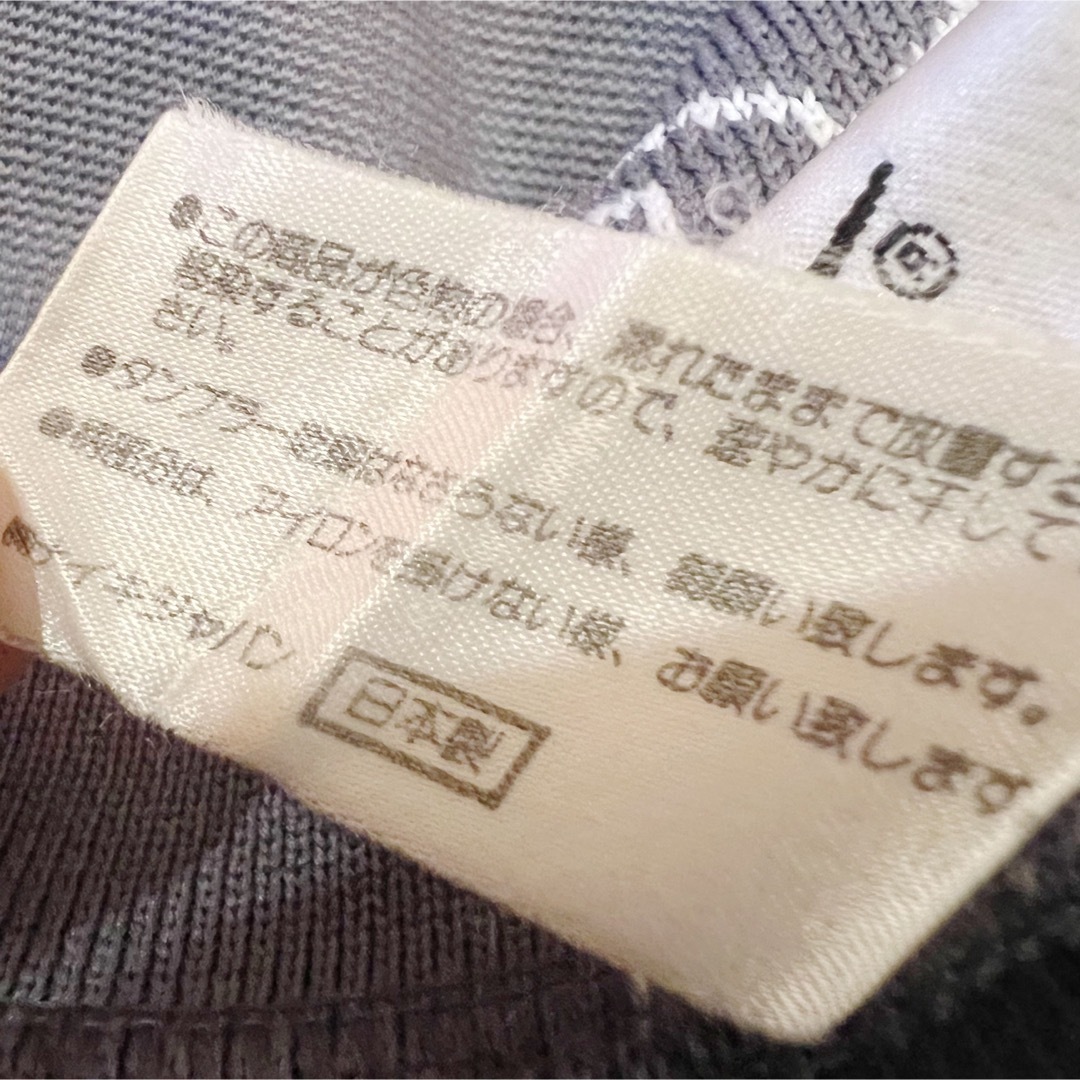 ●この商品が色物の場合、濡れたままで放置する
移染することがありますので、速やかに干して
さい。
●タンブラー乾燥はなさらない様、お願い致します。
●は、アイロンを掛けない様、お願い致します
イキジャパン
日本製